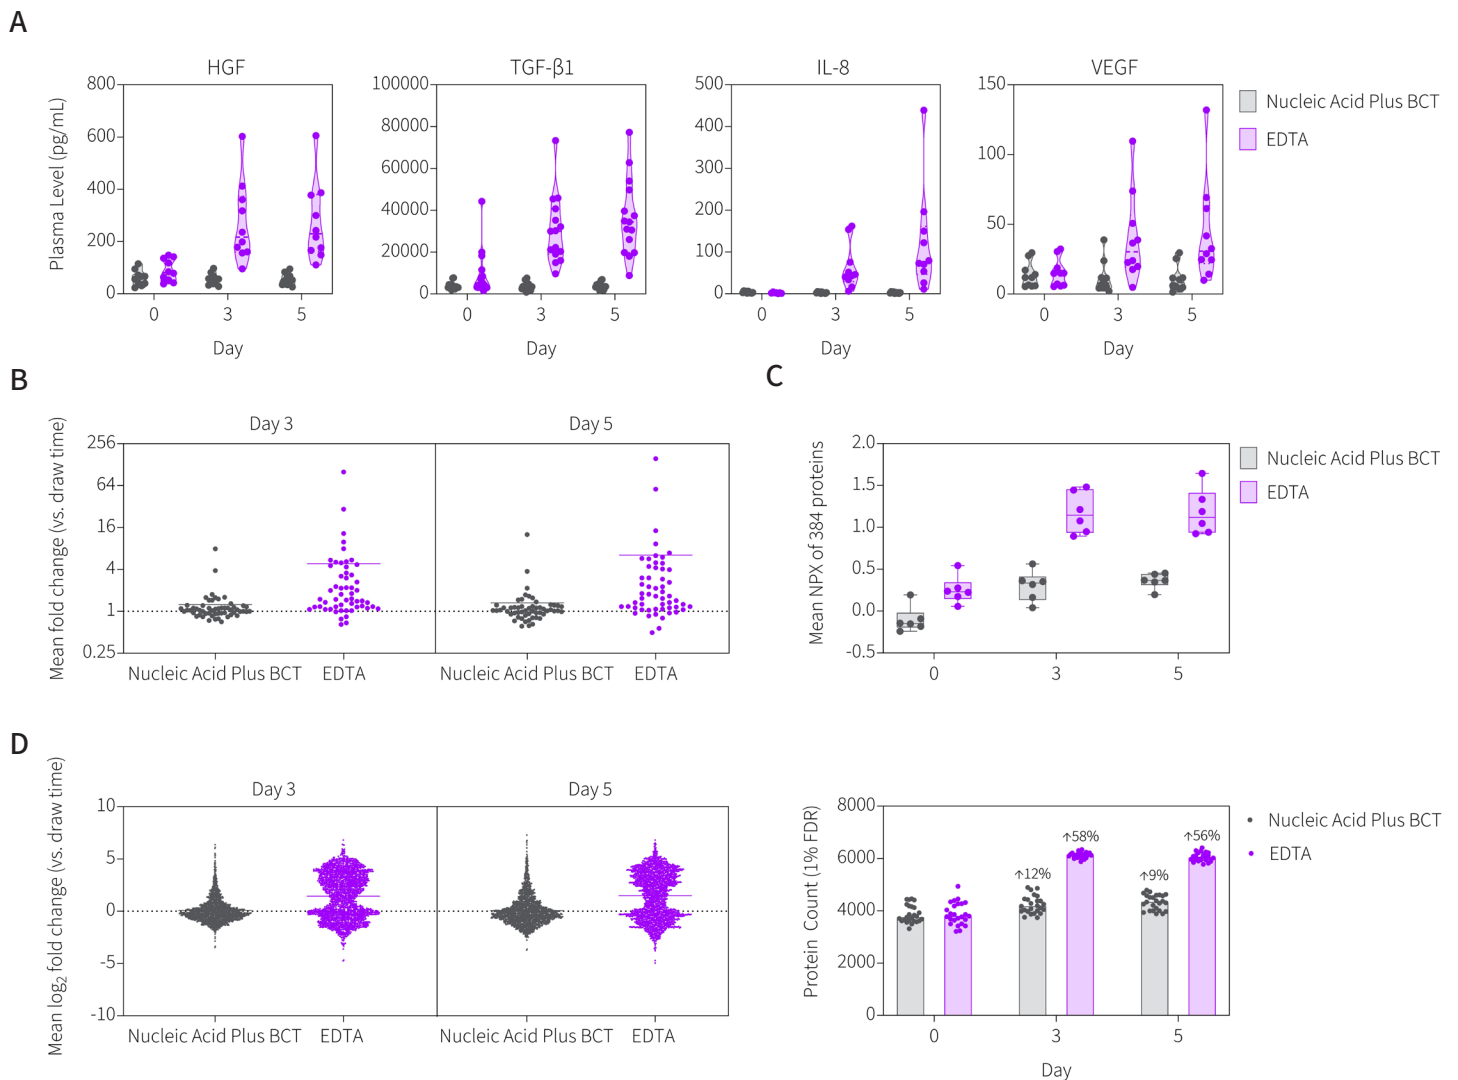 A
HGF
TGF-β1
IL-8
VEGF
Plasma Level (pg/mL)
800
600
400
200
0
0 3 5
Day
100000
80000
60000
40000
20000
0
0 3 5
Day
500
400
300
200
100
0
0 3 5
Day
150
100
50
0
0 3 5
Day
Nucleic Acid Plus BCT
EDTA
B
Day 3
Day 5
Mean fold change (vs. draw time)
256
64
16
4
1
0.25
Nucleic Acid Plus BCT EDTA
Nucleic Acid Plus BCT EDTA
C
Mean NPX of 384 proteins
2.0
1.5
1.0
0.5
0.0
-0.5
0 3 5
Nucleic Acid Plus BCT
EDTA
D
Day 3
Day 5
Mean log2 fold change (vs. draw time)
10
5
0
-5
-10
Nucleic Acid Plus BCT EDTA
Nucleic Acid Plus BCT EDTA
Protein Count (1% FDR)
8000
6000
4000
2000
0
↑12%
↑58%
↑9%
↑56%
0 3 5
Day
Nucleic Acid Plus BCT
EDTA